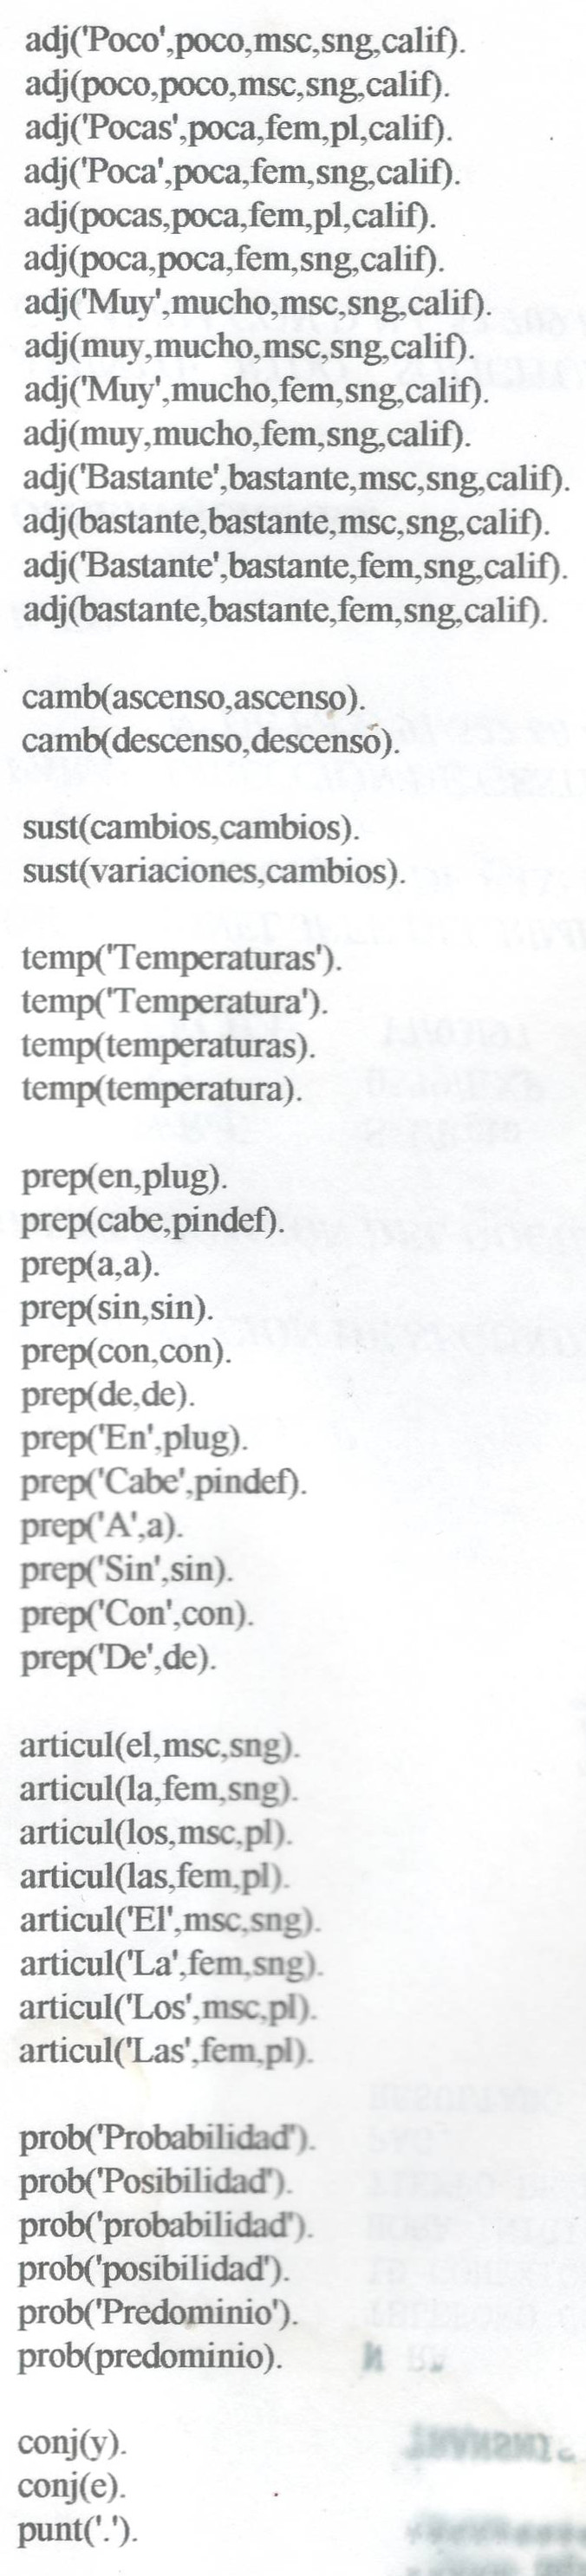 adj('Poco',poco,msc,sng,calif).
adj(poco,poco,msc,sng,calif).
adj('Pocas',poca,fem,pl,calif).
adj('Poca',poca,fem,sng,calif).
adj(pocas,poca,fem,pl,calif).
adj(poca,poca,fem,sng,calif).
adj('Muy',mucho,msc,sng,calif).
adj(muy,mucho,msc,sng,calif).
adj('Muy',mucho,fem,sng,calif).
adj(muy,mucho,fem,sng,calif).
adj('Bastante',bastante,msc,sng,calif).
adj(bastante,bastante,msc,sng,calif).
adj('Bastante',bastante,fem,sng,calif).
adj(bastante,bastante,fem,sng,calif).
camb(ascenso,ascenso).
camb(descenso,descenso).
sust(cambios,cambios).
sust(variaciones,cambios).
temp('Temperaturas').
temp('Temperatura').
temp(temperaturas).
temp(temperatura).
prep(en,plug).
prep(cabe,pindef).
prep(a,a).
prep(sin,sin).
prep(con,con).
prep(de,de).
prep('En',plug).
prep('Cabe',pindef).
prep('A',a).
prep('Sin',sin).
prep('Con',con).
prep('De',de).
articul(el,msc,sng).
articul(la,fem,sng).
articul(los,msc,pl).
articul(las,fem,pl).
articul('El',msc,sng).
articul('La',fem,sng).
articul('Los',msc,pl).
articul('Las',fem,pl).
prob('Probabilidad').
prob('Posibilidad').
prob('probabilidad').
prob('posibilidad').
prob('Predominio').
prob(predominio).
conj(y).
conj(e).
punt('.').